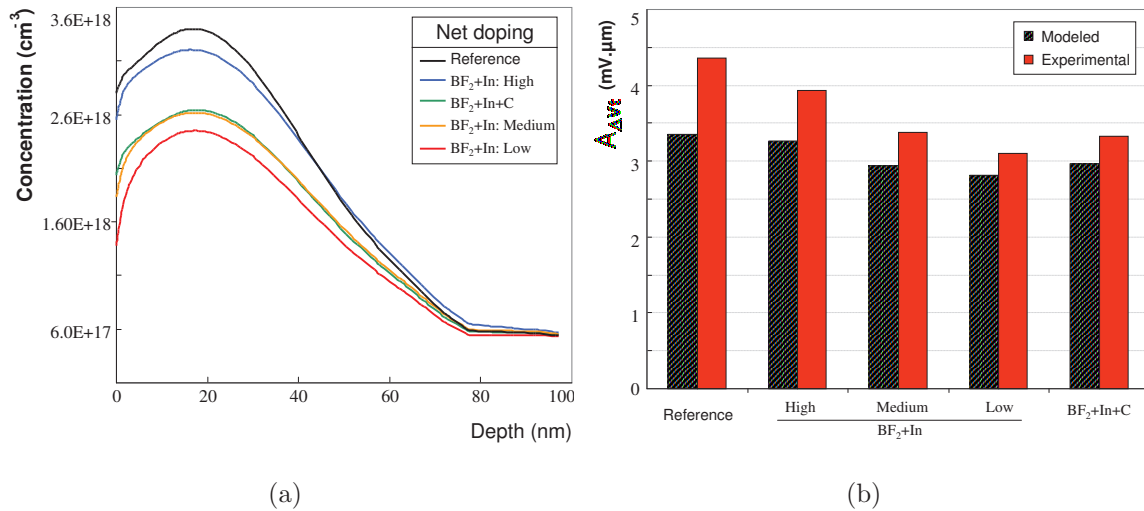 Concentration (cm⁻³)
3.6E+18
2.6E+18
1.60E+18
6.0E+17
0
20
40
60
80
100
Depth (nm)
Net doping
Reference
BF₂+In: High
BF₂+In+C
BF₂+In: Medium
BF₂+In: Low
(a)
A_ΔVt (mV.µm)
5
4
3
2
1
0
Modeled
Experimental
Reference
High
Medium
Low
BF₂+In
BF₂+In+C
(b)